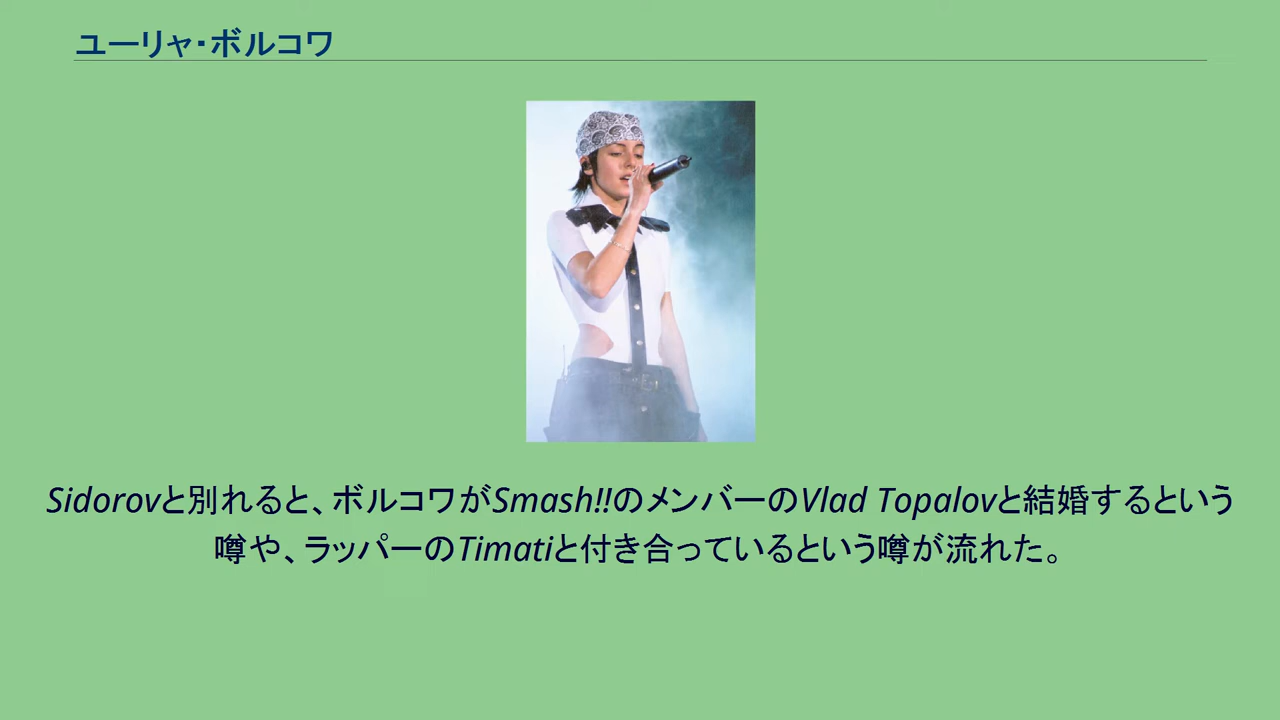 ユーリャ・ボルコワ
Sidorovと別れると、ボルコワがSmash!!のメンバーのVlad Topalovと結婚するという
噂や、ラッパーのTimatiと付き合っているという噂が流れた。